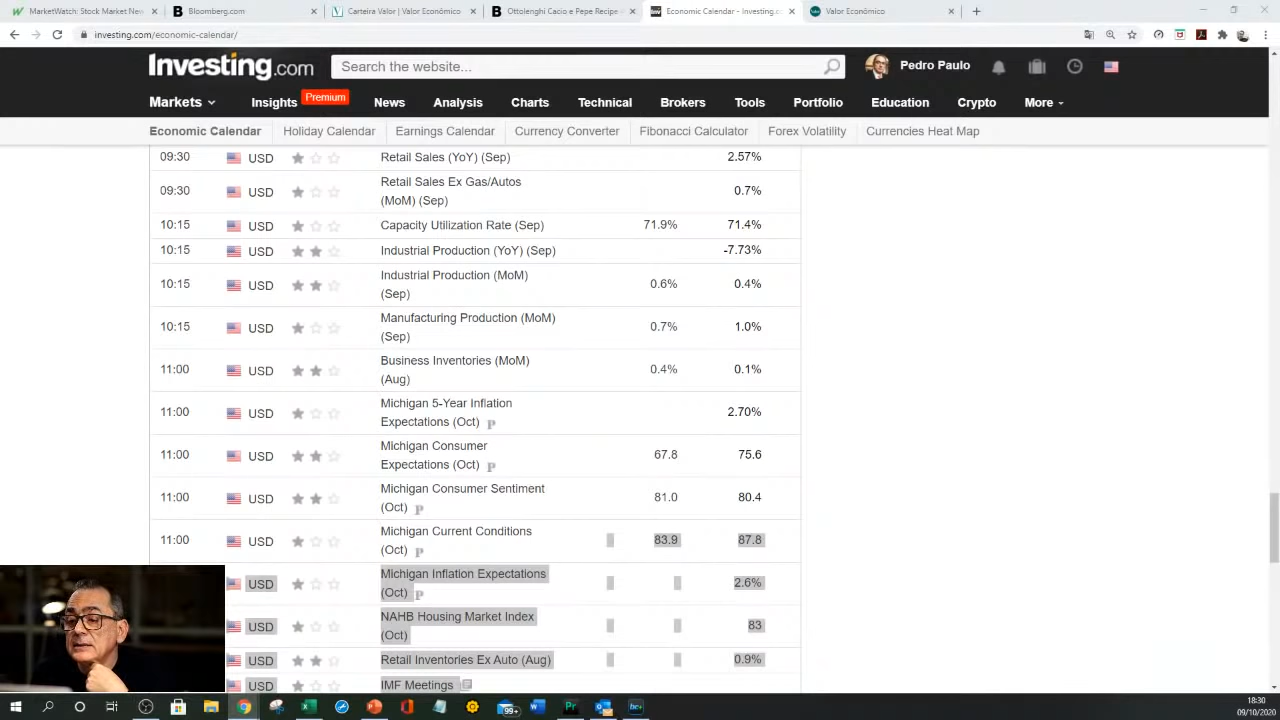 MarketWatch: Stock Market New
Bloomberg.com
Carteira Valor | Valor Econômico
Ottolenghi Cacio e Pepe Recipe
Economic Calendar - Investing.co
Valor Econômico
investing.com/economic-calendar/
Investing.com
Search the website...
Pedro Paulo
Markets
Insights
Premium
News
Analysis
Charts
Technical
Brokers
Tools
Portfolio
Education
Crypto
More
Economic Calendar
Holiday Calendar
Earnings Calendar
Currency Converter
Fibonacci Calculator
Forex Volatility
Currencies Heat Map
09:30 USD Retail Sales (YoY) (Sep) 2.57%
09:30 USD Retail Sales Ex Gas/Autos 0.7%
(MoM) (Sep)
10:15 USD Capacity Utilization Rate (Sep) 71.9% 71.4%
10:15 USD Industrial Production (YoY) (Sep) -7.73%
10:15 USD Industrial Production (MoM) 0.6% 0.4%
(Sep)
10:15 USD Manufacturing Production (MoM) 0.7% 1.0%
(Sep)
11:00 USD Business Inventories (MoM) 0.4% 0.1%
(Aug)
11:00 USD Michigan 5-Year Inflation 2.70%
Expectations (Oct) P
11:00 USD Michigan Consumer 67.8 75.6
Expectations (Oct) P
11:00 USD Michigan Consumer Sentiment 81.0 80.4
(Oct) P
11:00 USD Michigan Current Conditions 83.9 87.8
(Oct) P
USD Michigan Inflation Expectations 2.6%
(Oct) P
USD NAHB Housing Market Index 83
(Oct)
USD Retail Inventories Ex Auto (Aug) 0.9%
USD IMF Meetings
99+
18:30
09/10/2020